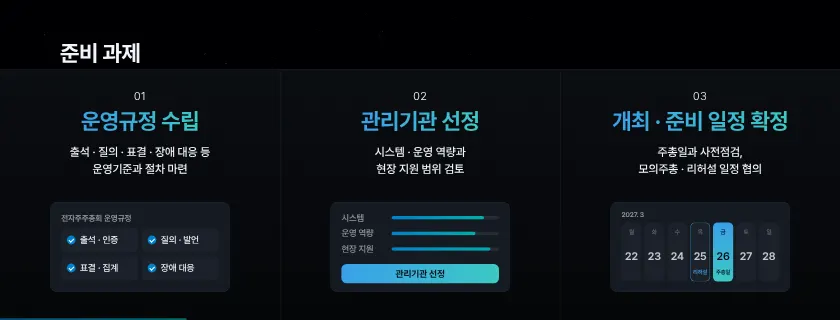 준비 과제
01
운영규정 수립
출석 · 질의 · 표결 · 장애 대응 등
운영기준과 절차 마련
전자주주총회 운영규정
출석 · 인증
질의 · 발언
표결 · 집계
장애 대응
02
관리기관 선정
시스템 · 운영 역량과
현장 지원 범위 검토
시스템
운영 역량
현장 지원
관리기관 선정
03
개최 · 준비 일정 확정
주총일과 사전점검,
모의주총 · 리허설 일정 협의
2027. 3
월 화 수 목 금 토 일
22 23 24 25 26 27 28
리허설 주총일